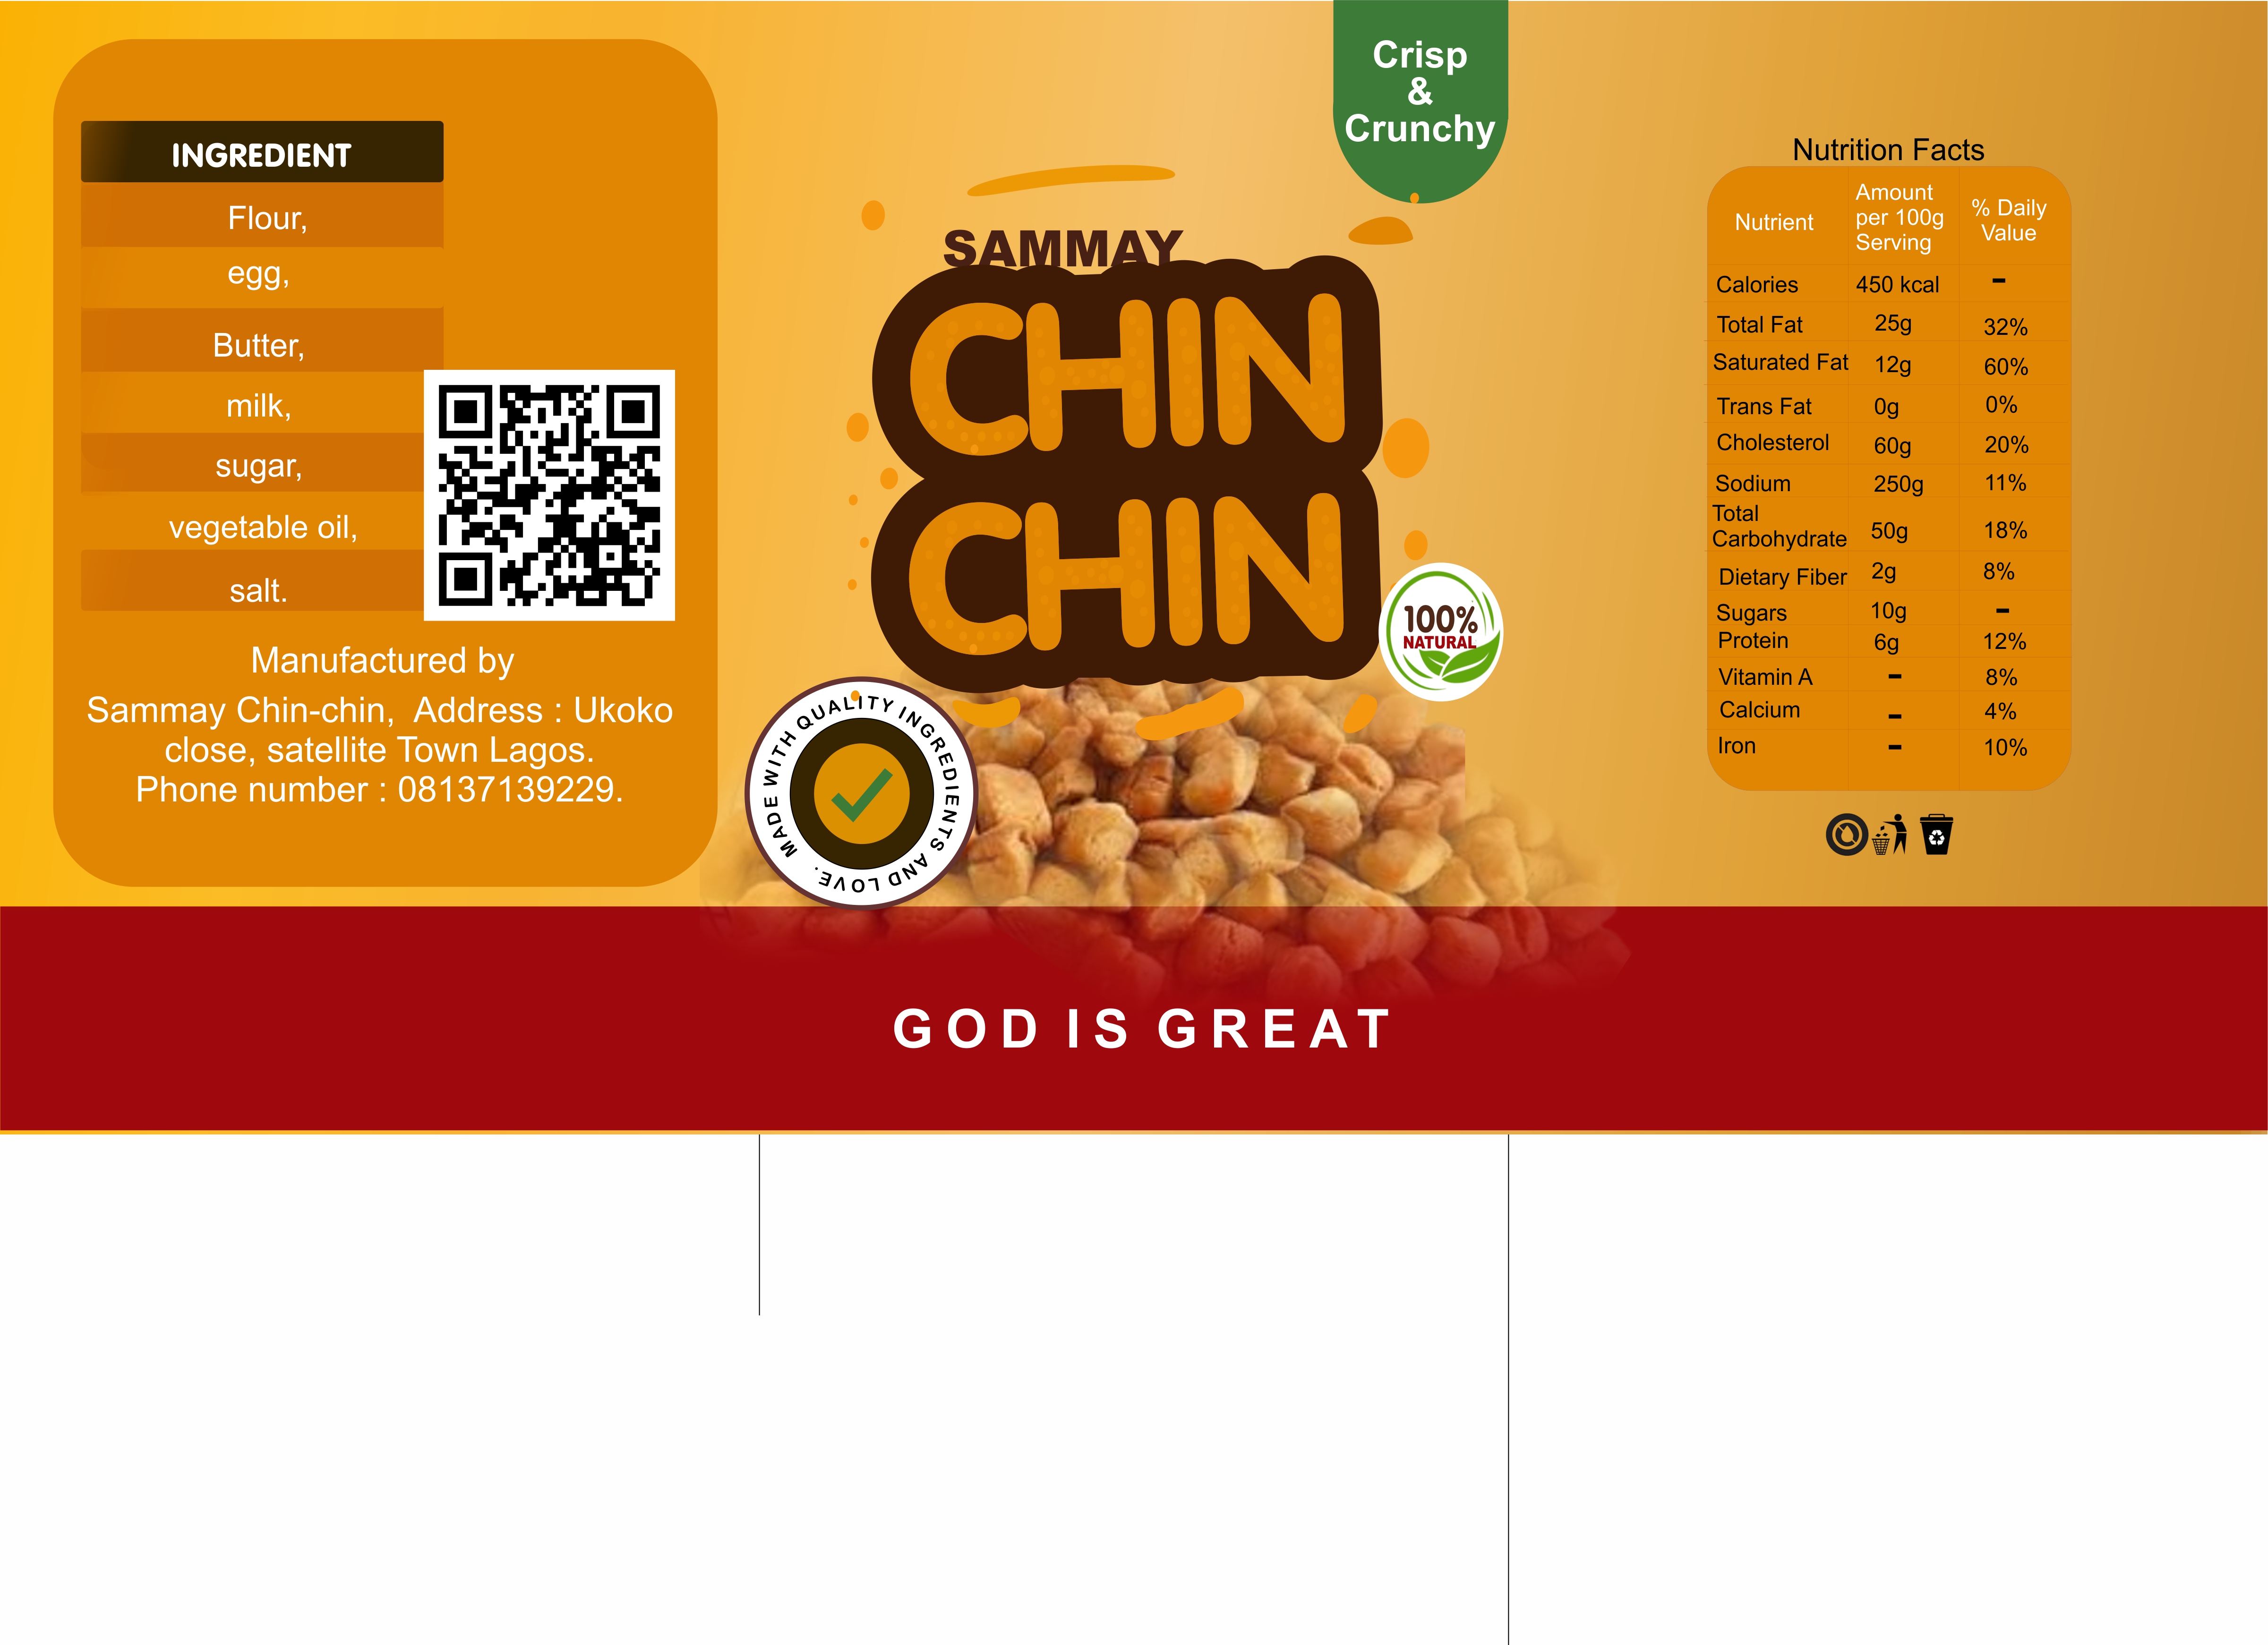 INGREDIENT
Flour,
egg,
Butter,
milk,
sugar,
vegetable oil,
salt.
Manufactured by
Sammay Chin-chin,  Address : Ukoko
close, satellite Town Lagos.
Phone number : 08137139229.
Crisp
&
Crunchy
SAMMAY
CHIN
CHIN
100%
NATURAL
MADE WITH QUALITY INGREDIENTS AND LOVE.
GOD IS GREAT
Nutrition Facts
Nutrient Amount per 100g Serving % Daily Value
Calories 450 kcal -
Total Fat 25g 32%
Saturated Fat 12g 60%
Trans Fat 0g 0%
Cholesterol 60g 20%
Sodium 250g 11%
Total Carbohydrate 50g 18%
Dietary Fiber 2g 8%
Sugars 10g -
Protein 6g 12%
Vitamin A - 8%
Calcium - 4%
Iron - 10%